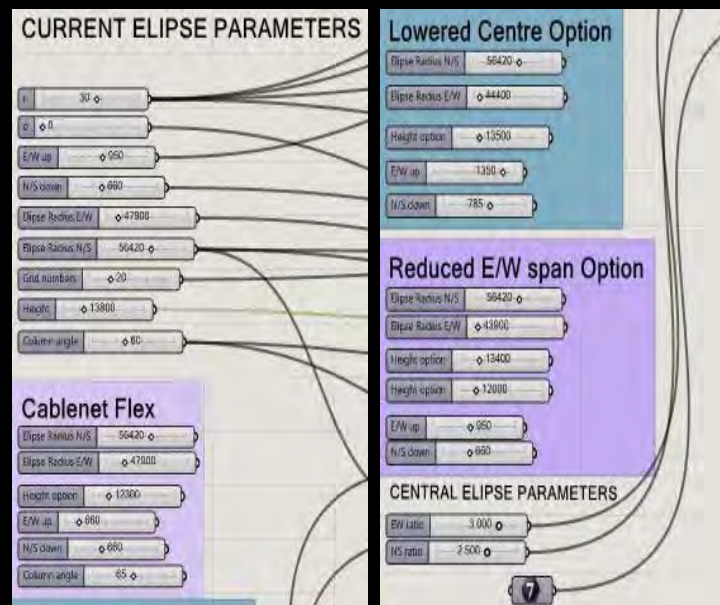 CURRENT ELIPSE PARAMETERS
30
0
E/W up 950
N/S down 660
Elipse Radius E/W 47900
Elipse Radius N/S 56420
Grid numbers 20
Height 13800
Column angle 60
Cablenet Flex
Elipse Radius N/S 56420
Elipse Radius E/W 47900
Height option 12300
E/W up 660
N/S down 660
Column angle 65
Lowered Centre Option
Elipse Radius N/S 56420
Elipse Radius E/W 44400
Height option 13500
E/W up 1350
N/S down 785
Reduced E/W span Option
Elipse Radius N/S 56420
Elipse Radius E/W 43900
Height option 13400
Height option 12000
E/W up 950
N/S down 660
CENTRAL ELIPSE PARAMETERS
EW ratio 3.000
NS ratio 2.500
7